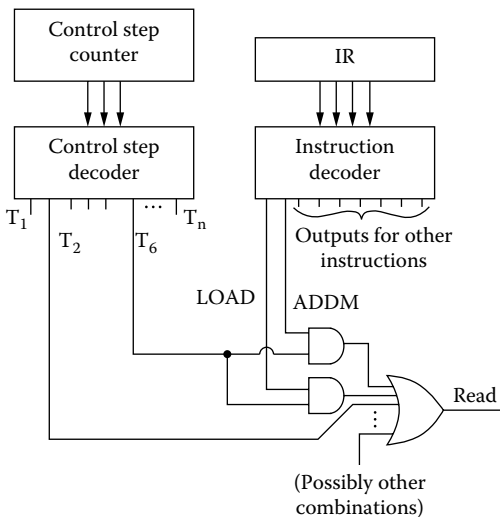 Control step
counter
IR
Control step
decoder
Instruction
decoder
T1
T2
T6
...
Tn
Outputs for other
instructions
LOAD
ADDM
Read
(Possibly other
combinations)